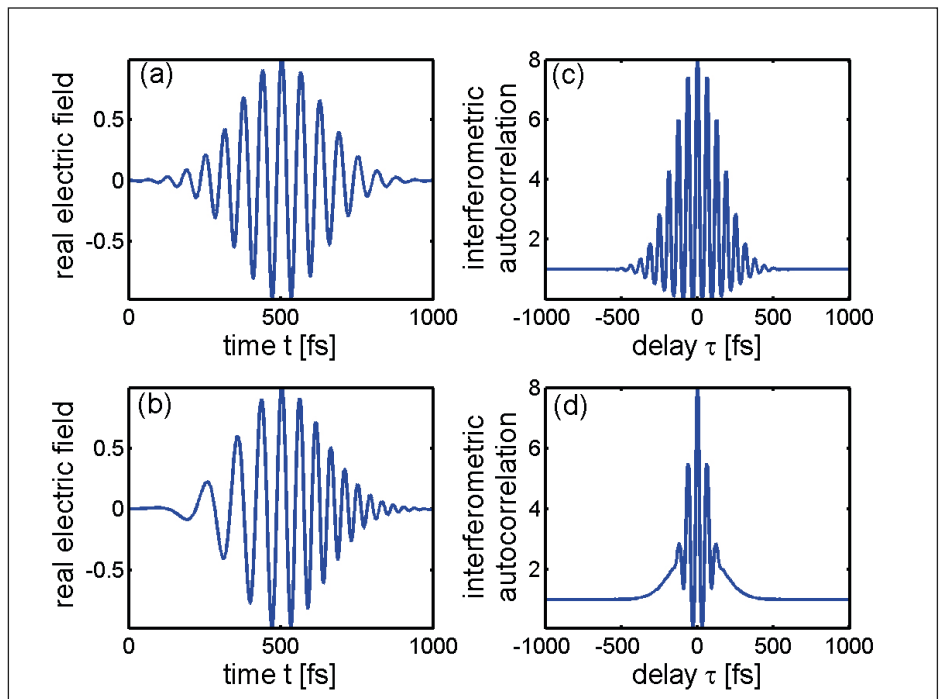 (a)
real electric field
0.5
0
-0.5
0
500
1000
time t [fs]
(c)
interferometric
autocorrelation
8
6
4
2
-1000
-500
0
500
1000
delay τ [fs]
(b)
real electric field
0.5
0
-0.5
0
500
1000
time t [fs]
(d)
interferometric
autocorrelation
8
6
4
2
-1000
-500
0
500
1000
delay τ [fs]